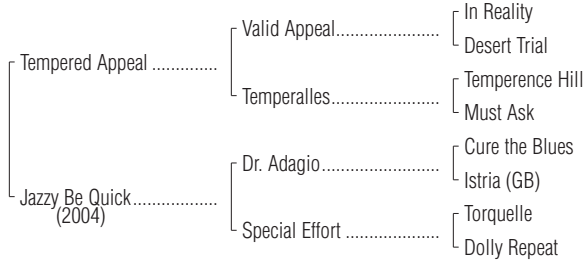 In Reality
Valid Appeal....................
Desert Trial
Tempered Appeal .............
Temperence Hill
Temperalles.....................
Must Ask
Cure the Blues
Dr. Adagio.......................
Istria (GB)
Jazzy Be Quick................
(2004)
Torquelle
Special Effort ..................
Dolly Repeat